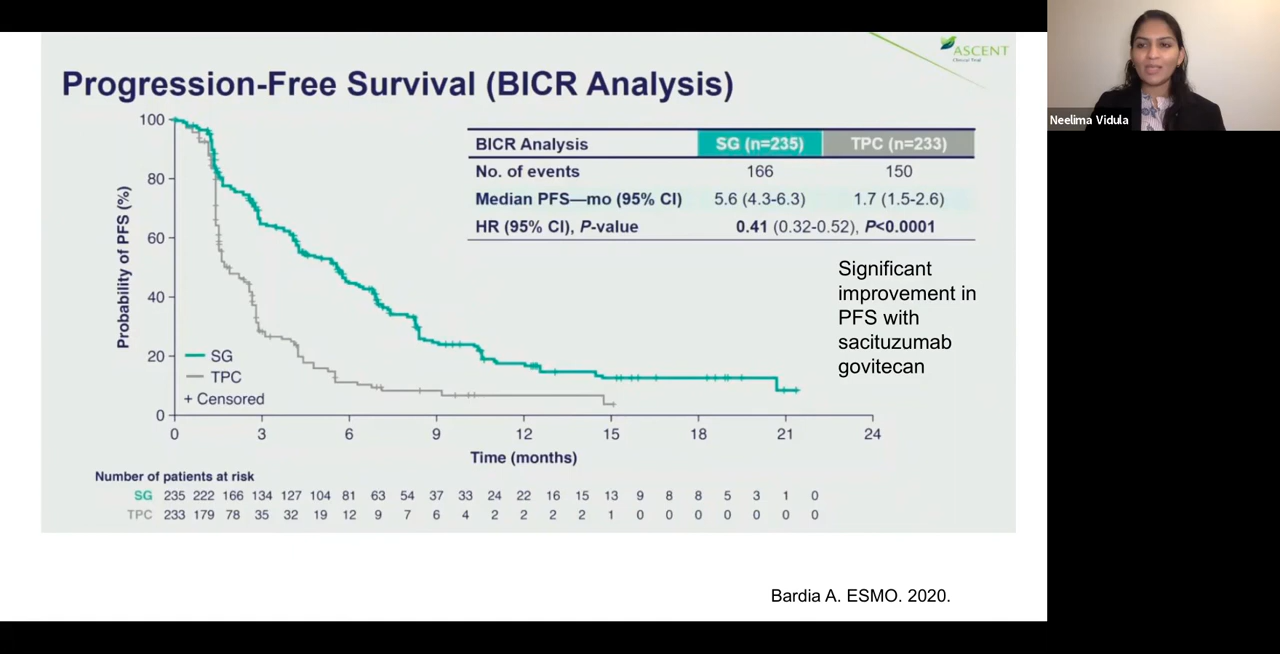 ASCENT
Clinical Trial
Neelima Vidula
Progression-Free Survival (BICR Analysis)
BICR Analysis SG (n=235) TPC (n=233)
No. of events 166 150
Median PFS—mo (95% CI) 5.6 (4.3-6.3) 1.7 (1.5-2.6)
HR (95% CI), P-value 0.41 (0.32-0.52), P<0.0001
Significant
improvement in
PFS with
sacituzumab
govitecan
Probability of PFS (%)
100
80
60
40
20
0
SG
TPC
+ Censored
0 3 6 9 12 15 18 21 24
Time (months)
Number of patients at risk
SG 235 222 166 134 127 104 81 63 54 37 33 24 22 16 15 13 9 8 8 5 3 1 0
TPC 233 179 78 35 32 19 12 9 7 6 4 2 2 2 2 1 0 0 0 0 0 0 0
Bardia A. ESMO. 2020.